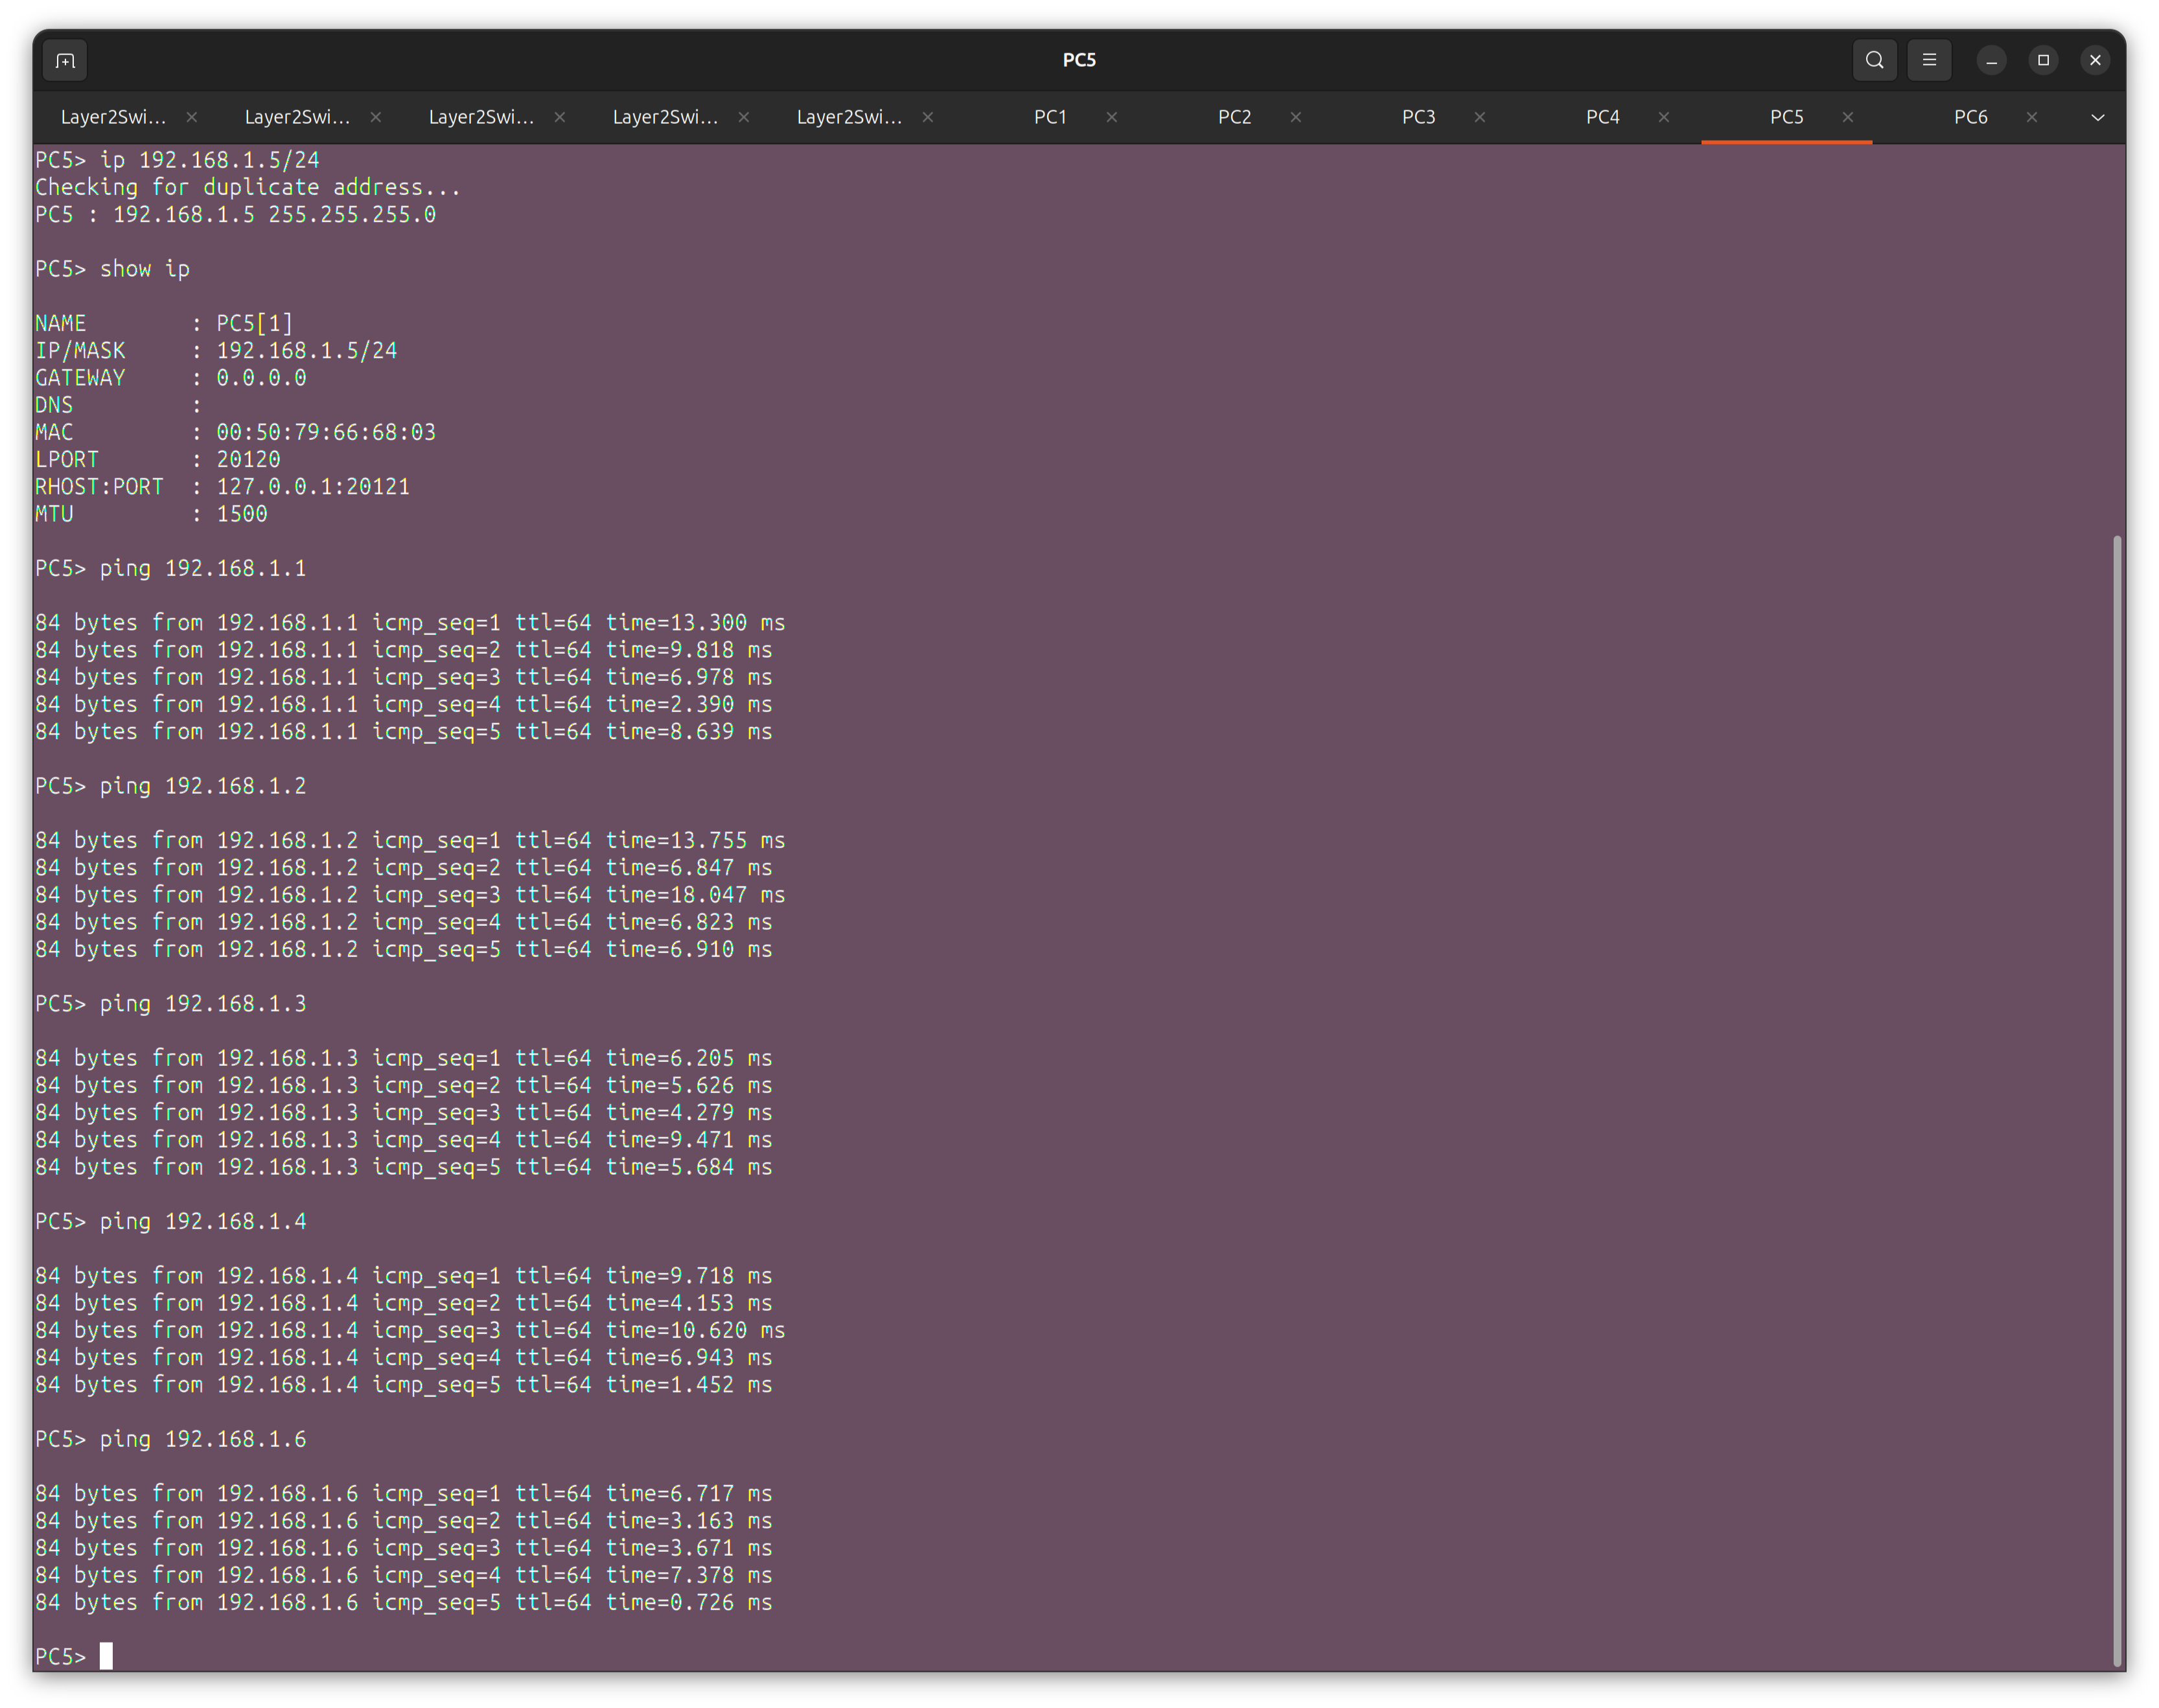 PC5
Layer2Swi...
Layer2Swi...
Layer2Swi...
Layer2Swi...
Layer2Swi...
PC1
PC2
PC3
PC4
PC5
PC6
PC5> ip 192.168.1.5/24
Checking for duplicate address...
PC5 : 192.168.1.5 255.255.255.0
PC5> show ip
NAME        : PC5[1]
IP/MASK     : 192.168.1.5/24
GATEWAY     : 0.0.0.0
DNS         :
MAC         : 00:50:79:66:68:03
LPORT       : 20120
RHOST:PORT  : 127.0.0.1:20121
MTU         : 1500
PC5> ping 192.168.1.1
84 bytes from 192.168.1.1 icmp_seq=1 ttl=64 time=13.300 ms
84 bytes from 192.168.1.1 icmp_seq=2 ttl=64 time=9.818 ms
84 bytes from 192.168.1.1 icmp_seq=3 ttl=64 time=6.978 ms
84 bytes from 192.168.1.1 icmp_seq=4 ttl=64 time=2.390 ms
84 bytes from 192.168.1.1 icmp_seq=5 ttl=64 time=8.639 ms
PC5> ping 192.168.1.2
84 bytes from 192.168.1.2 icmp_seq=1 ttl=64 time=13.755 ms
84 bytes from 192.168.1.2 icmp_seq=2 ttl=64 time=6.847 ms
84 bytes from 192.168.1.2 icmp_seq=3 ttl=64 time=18.047 ms
84 bytes from 192.168.1.2 icmp_seq=4 ttl=64 time=6.823 ms
84 bytes from 192.168.1.2 icmp_seq=5 ttl=64 time=6.910 ms
PC5> ping 192.168.1.3
84 bytes from 192.168.1.3 icmp_seq=1 ttl=64 time=6.205 ms
84 bytes from 192.168.1.3 icmp_seq=2 ttl=64 time=5.626 ms
84 bytes from 192.168.1.3 icmp_seq=3 ttl=64 time=4.279 ms
84 bytes from 192.168.1.3 icmp_seq=4 ttl=64 time=9.471 ms
84 bytes from 192.168.1.3 icmp_seq=5 ttl=64 time=5.684 ms
PC5> ping 192.168.1.4
84 bytes from 192.168.1.4 icmp_seq=1 ttl=64 time=9.718 ms
84 bytes from 192.168.1.4 icmp_seq=2 ttl=64 time=4.153 ms
84 bytes from 192.168.1.4 icmp_seq=3 ttl=64 time=10.620 ms
84 bytes from 192.168.1.4 icmp_seq=4 ttl=64 time=6.943 ms
84 bytes from 192.168.1.4 icmp_seq=5 ttl=64 time=1.452 ms
PC5> ping 192.168.1.6
84 bytes from 192.168.1.6 icmp_seq=1 ttl=64 time=6.717 ms
84 bytes from 192.168.1.6 icmp_seq=2 ttl=64 time=3.163 ms
84 bytes from 192.168.1.6 icmp_seq=3 ttl=64 time=3.671 ms
84 bytes from 192.168.1.6 icmp_seq=4 ttl=64 time=7.378 ms
84 bytes from 192.168.1.6 icmp_seq=5 ttl=64 time=0.726 ms
PC5>